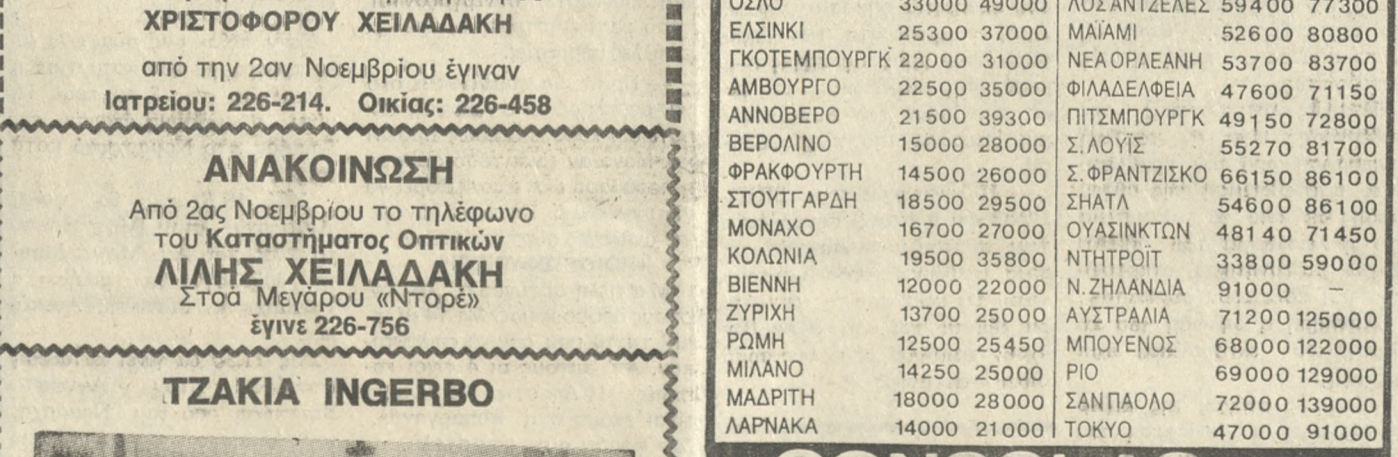 ΧΡΙΣΤΟΦΟΡΟΥ ΧΕΙΛΑΔΑΚΗ
από την 2αν Νοεμβρίου έγιναν
Ιατρείου: 226-214. Οικίας: 226-458
ΑΝΑΚΟΙΝΩΣΗ
Από 2ας Νοεμβρίου το τηλέφωνο
του Καταστήματος Οπτικών
ΛΙΛΗΣ ΧΕΙΛΑΔΑΚΗ
Στοά Μεγάρου «Ντορέ»
έγινε 226-756
ΤΖΑΚΙΑ INGERBO
ΟΣΛΟ 33000 49000
ΕΛΣΙΝΚΙ 25300 37000
ΓΚΟΤΕΜΠΟΥΡΓΚ 22000 31000
ΑΜΒΟΥΡΓΟ 22500 35000
ΑΝΝΟΒΕΡΟ 21500 39300
ΒΕΡΟΛΙΝΟ 15000 28000
ΦΡΑΚΦΟΥΡΤΗ 14500 26000
ΣΤΟΥΤΓΑΡΔΗ 18500 29500
ΜΟΝΑΧΟ 16700 27000
ΚΟΛΩΝΙΑ 19500 35800
ΒΙΕΝΝΗ 12000 22000
ΖΥΡΙΧΗ 13700 25000
ΡΩΜΗ 12500 25450
ΜΙΛΑΝΟ 14250 25000
ΜΑΔΡΙΤΗ 18000 28000
ΛΑΡΝΑΚΑ 14000 21000
ΛΟΣ ΑΝΤΖΕΛΕΣ 59400 77300
ΜΑΪΑΜΙ 52600 80800
ΝΕΑ ΟΡΛΕΑΝΗ 53700 83700
ΦΙΛΑΔΕΛΦΕΙΑ 47600 71150
ΠΙΤΣΜΠΟΥΡΓΚ 49150 72800
Σ. ΛΟΥΪΣ 55270 81700
Σ. ΦΡΑΝΤΖΙΣΚΟ 66150 86100
ΣΗΑΤΛ 54600 86100
ΟΥΑΣΙΝΚΤΩΝ 48140 71450
ΝΤΗΤΡΟΪΤ 33800 59000
Ν. ΖΗΛΑΝΔΙΑ 91000 –
ΑΥΣΤΡΑΛΙΑ 71200 125000
ΜΠΟΥΕΝΟΣ 68000 122000
ΡΙΟ 69000 129000
ΣΑΝ ΠΑΟΛΟ 72000 139000
ΤΟΚΥΟ 47000 91000